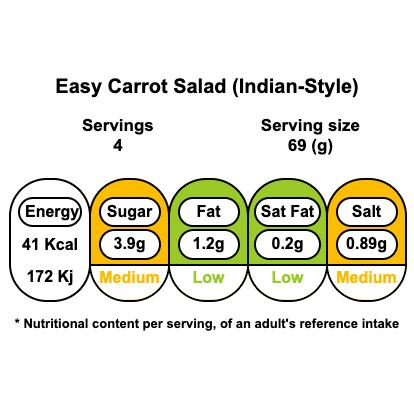 Easy Carrot Salad (Indian-Style)
Servings Serving size
4 69 (g)
Energy Sugar Fat Sat Fat Salt
41 Kcal 3.9g 1.2g 0.2g 0.89g
172 Kj Medium Low Low Medium
* Nutritional content per serving, of an adult's reference intake